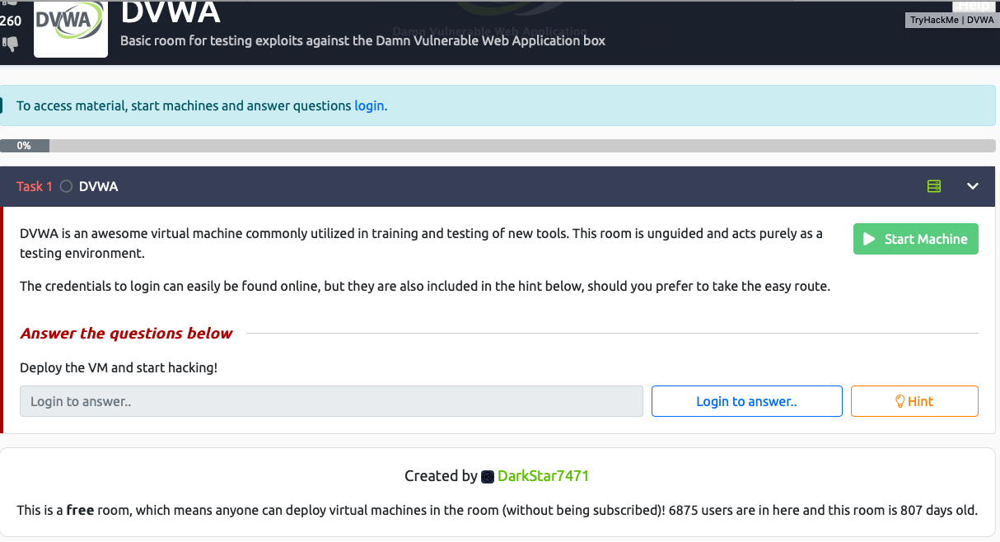 Help
TryHackMe | DVWA
260
DVWA
DVWA
Damn Vulnerable Web Application
Basic room for testing exploits against the Damn Vulnerable Web Application box
To access material, start machines and answer questions login.
0%
Task 1 DVWA
DVWA is an awesome virtual machine commonly utilized in training and testing of new tools. This room is unguided and acts purely as a
testing environment.
Start Machine
The credentials to login can easily be found online, but they are also included in the hint below, should you prefer to take the easy route.
Answer the questions below
Deploy the VM and start hacking!
Login to answer..
Login to answer..
Hint
Created by DarkStar7471
This is a free room, which means anyone can deploy virtual machines in the room (without being subscribed)! 6875 users are in here and this room is 807 days old.